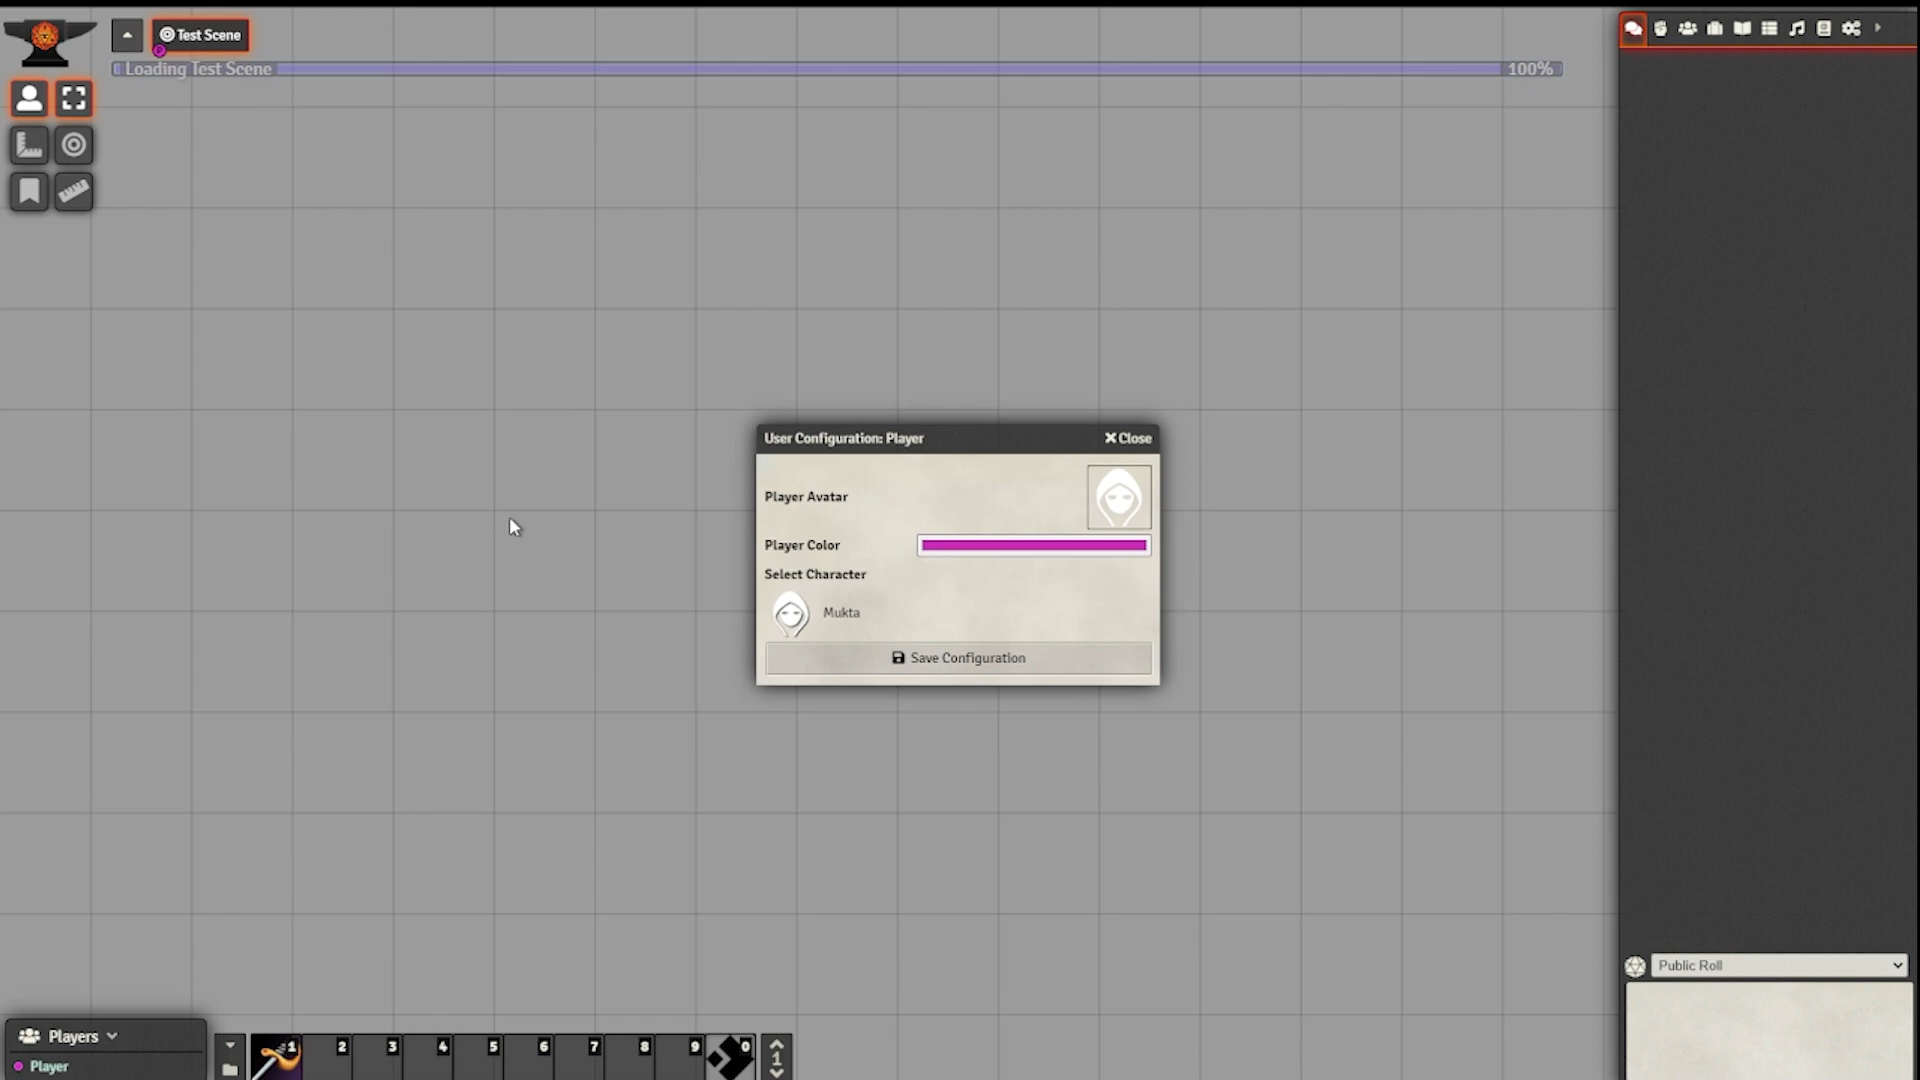 Test Scene
P
Loading Test Scene
100%
User Configuration: Player
Close
Player Avatar
Player Color
Select Character
Mukta
Save Configuration
Public Roll
Players
Player
1
2
3
4
5
6
7
8
9
0
1